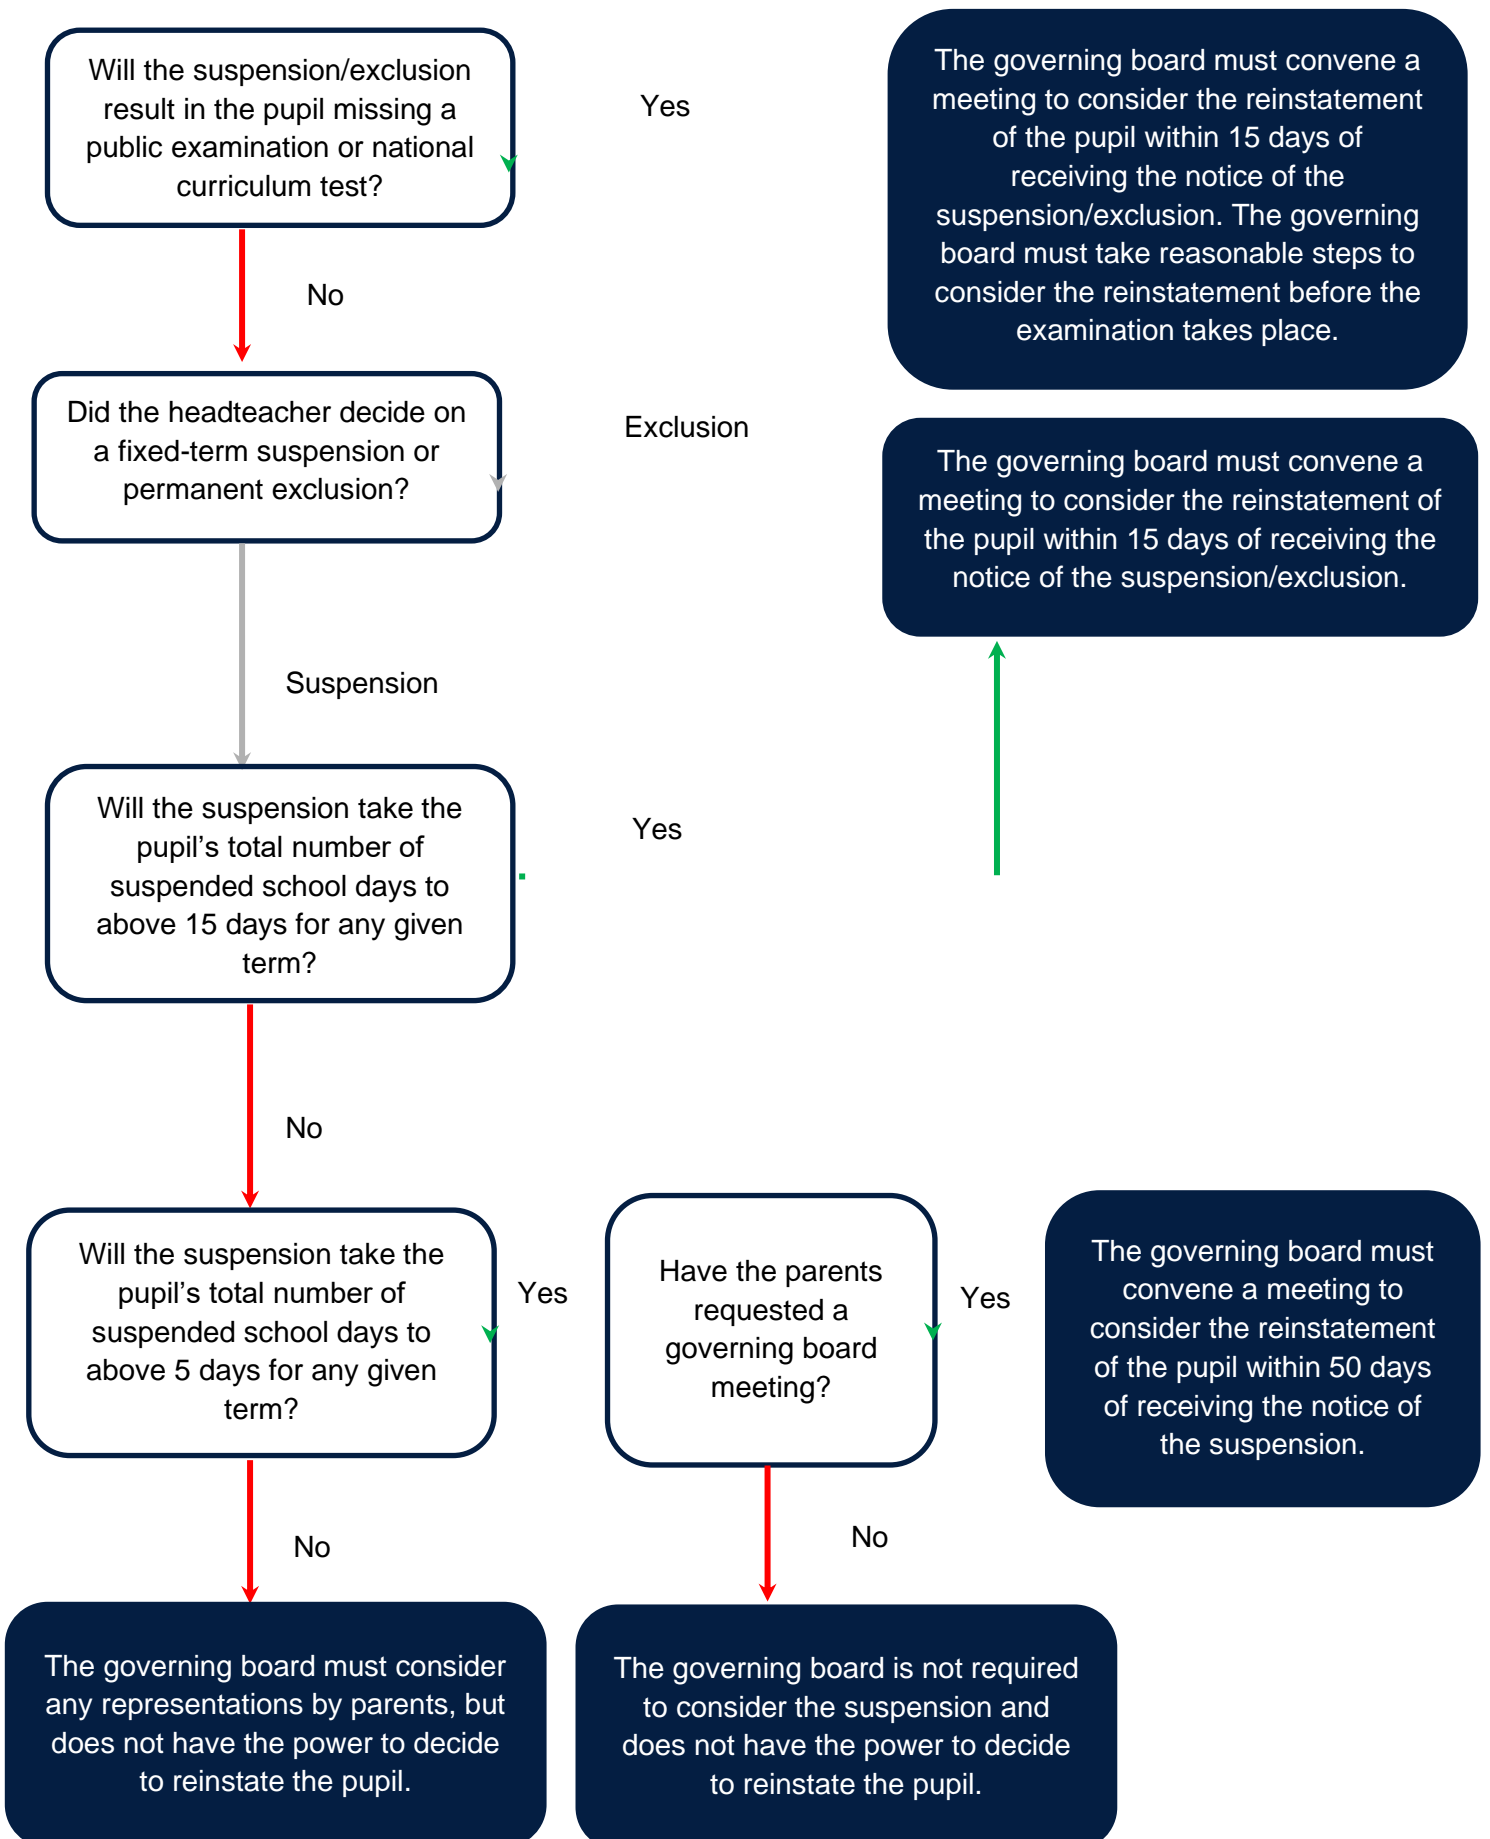 Will the suspension/exclusion
result in the pupil missing a
public examination or national
curriculum test?
Yes
The governing board must convene a
meeting to consider the reinstatement
of the pupil within 15 days of
receiving the notice of the
suspension/exclusion. The governing
board must take reasonable steps to
consider the reinstatement before the
examination takes place.
No
Did the headteacher decide on
a fixed-term suspension or
permanent exclusion?
Exclusion
The governing board must convene a
meeting to consider the reinstatement of
the pupil within 15 days of receiving the
notice of the suspension/exclusion.
Suspension
Will the suspension take the
pupil’s total number of
suspended school days to
above 15 days for any given
term?
Yes
No
Will the suspension take the
pupil’s total number of
suspended school days to
above 5 days for any given
term?
Yes
Have the parents
requested a
governing board
meeting?
Yes
The governing board must
convene a meeting to
consider the reinstatement
of the pupil within 50 days
of receiving the notice of
the suspension.
No
No
The governing board must consider
any representations by parents, but
does not have the power to decide
to reinstate the pupil.
The governing board is not required
to consider the suspension and
does not have the power to decide
to reinstate the pupil.